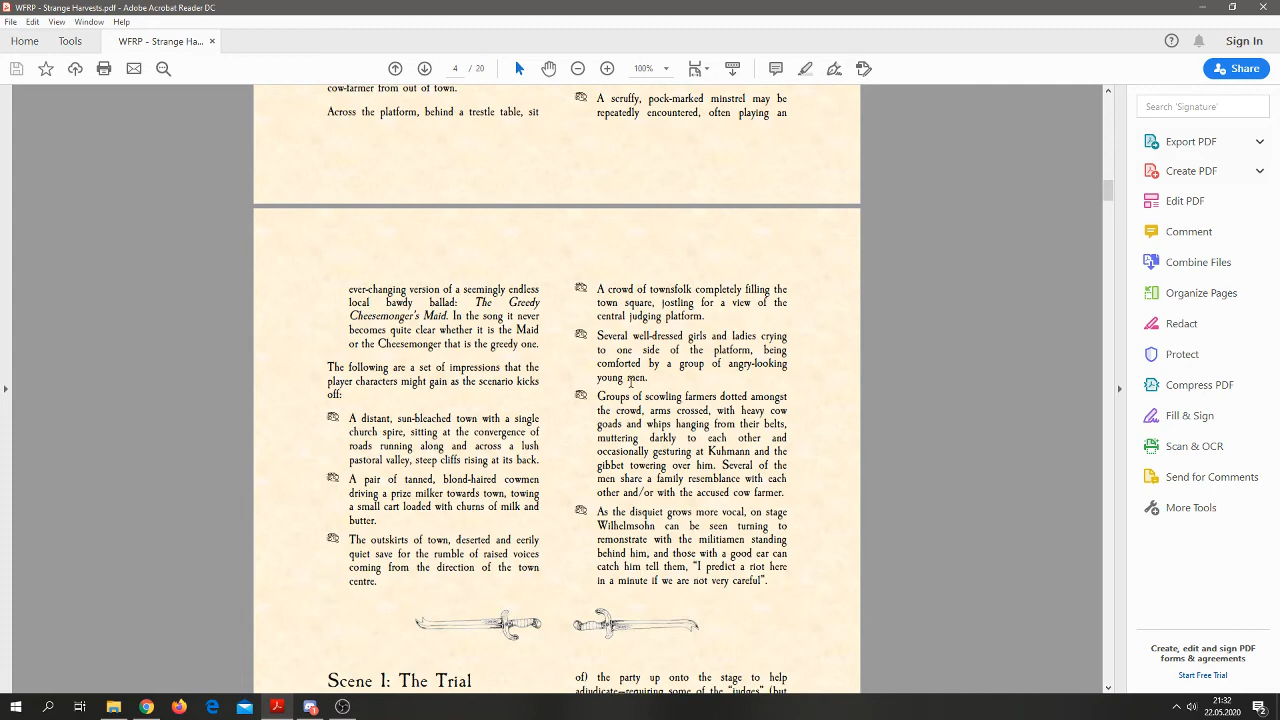 WFRP - Strange Harvests.pdf - Adobe Acrobat Reader DC
File Edit View Window Help
Home Tools WFRP - Strange Ha... × Sign In
4 / 20 100% Share
cow-farmer from out of town.
Across the platform, behind a trestle table, sit
A scruffy, pock-marked minstrel may be
repeatedly encountered, often playing an
ever-changing version of a seemingly endless
local bawdy ballad: The Greedy
Cheesemonger's Maid. In the song it never
becomes quite clear whether it is the Maid
or the Cheesemonger that is the greedy one.
The following are a set of impressions that the
player characters might gain as the scenario kicks
off:
A distant, sun-bleached town with a single
church spire, sitting at the convergence of
roads running along and across a lush
pastoral valley, steep cliffs rising at its back.
A pair of tanned, blond-haired cowmen
driving a prize milker towards town, towing
a small cart loaded with churns of milk and
butter.
The outskirts of town, deserted and eerily
quiet save for the rumble of raised voices
coming from the direction of the town
centre.
A crowd of townsfolk completely filling the
town square, jostling for a view of the
central judging platform.
Several well-dressed girls and ladies crying
to one side of the platform, being
comforted by a group of angry-looking
young men.
Groups of scowling farmers dotted amongst
the crowd, arms crossed, with heavy cow
goads and whips hanging from their belts,
muttering darkly to each other and
occasionally gesturing at Kuhmann and the
gibbet towering over him. Several of the
men share a family resemblance with each
other and/or with the accused cow farmer.
As the disquiet grows more vocal, on stage
Wilhelmsohn can be seen turning to
remonstrate with the militiamen standing
behind him, and those with a good ear can
catch him tell them, “I predict a riot here
in a minute if we are not very careful”.
Scene 1: The Trial
of) the party up onto the stage to help
adjudicate—requiring some of the “judges” (but
Search 'Signature'
Export PDF
Create PDF
Edit PDF
Comment
Combine Files
Organize Pages
Redact
Protect
Compress PDF
Fill & Sign
Scan & OCR
Send for Comments
More Tools
Create, edit and sign PDF
forms & agreements
Start Free Trial
21:32
22.05.2020